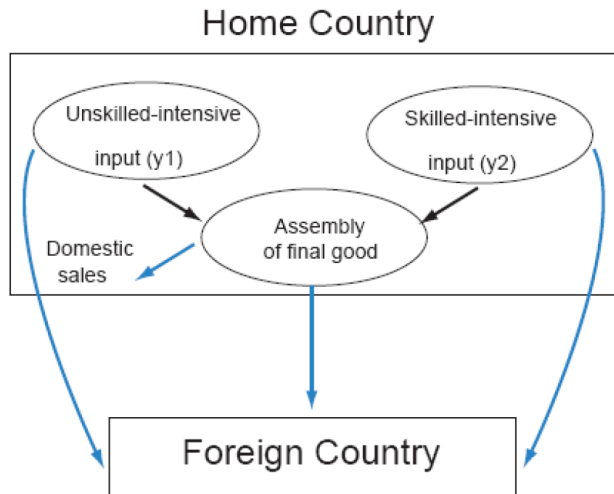 Home Country
Unskilled-intensive
input (y1)
Skilled-intensive
input (y2)
Assembly
of final good
Domestic
sales
Foreign Country